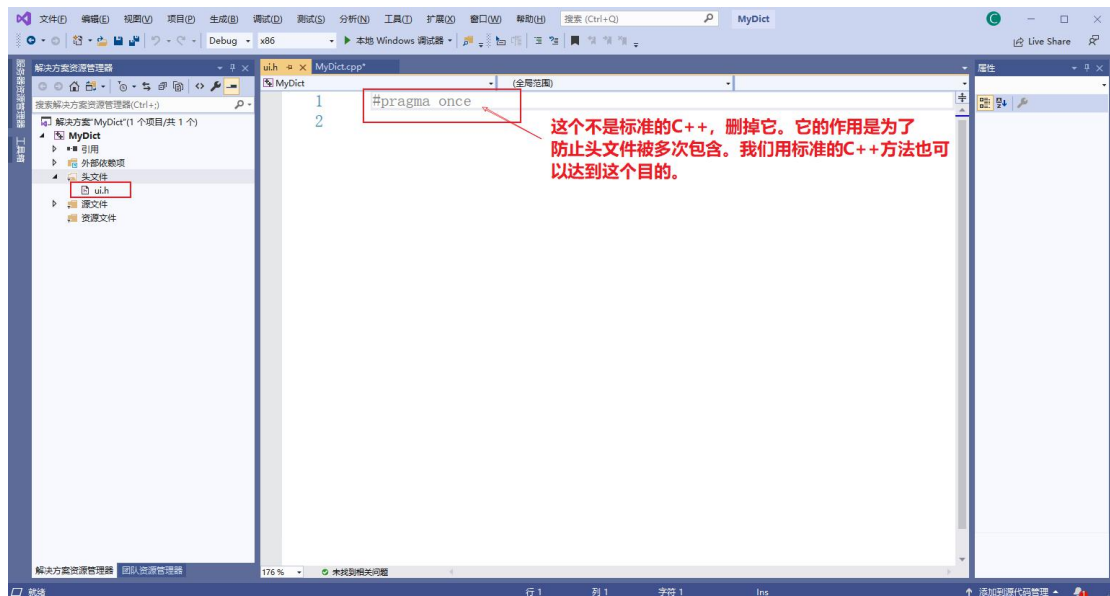 文件(F) 编辑(E) 视图(V) 项目(P) 生成(B) 调试(D) 测试(S) 分析(N) 工具(T) 扩展(X) 窗口(W) 帮助(H) 搜索 (Ctrl+Q) MyDict
Debug x86 本地 Windows 调试器 Live Share
解决方案资源管理器
搜索解决方案资源管理器(Ctrl+;)
解决方案"MyDict"(1 个项目/共 1 个)
MyDict
引用
外部依赖项
头文件
ui.h
源文件
资源文件
解决方案资源管理器 团队资源管理器
ui.h MyDict.cpp*
MyDict (全局范围)
1 #pragma once
2
这个不是标准的C++，删掉它。它的作用是为了
防止头文件被多次包含。我们用标准的C++方法也可
以达到这个目的。
176 % 未找到相关问题
属性
就绪 行 1 列 1 字符 1 Ins 添加到源代码管理